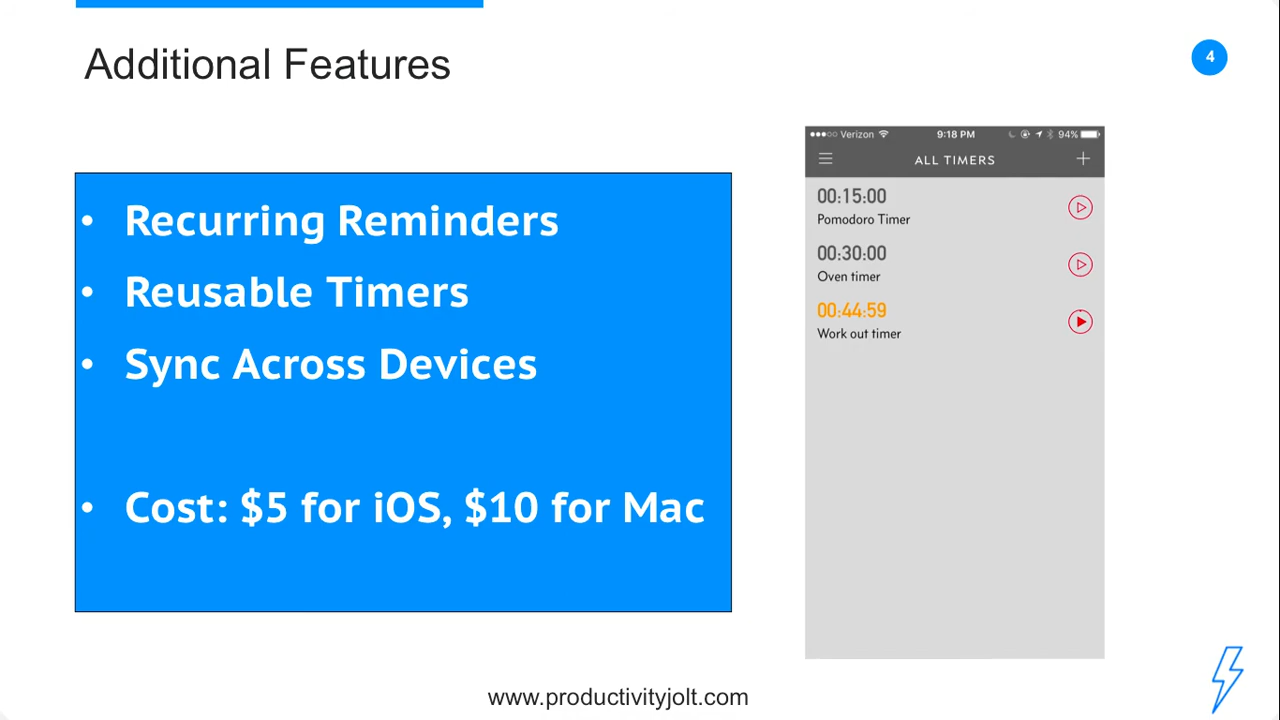 Additional Features
4
• Recurring Reminders
• Reusable Timers
• Sync Across Devices
• Cost: $5 for iOS, $10 for Mac
Verizon 9:18 PM 94%
ALL TIMERS
00:15:00
Pomodoro Timer
00:30:00
Oven timer
00:44:59
Work out timer
www.productivityjolt.com